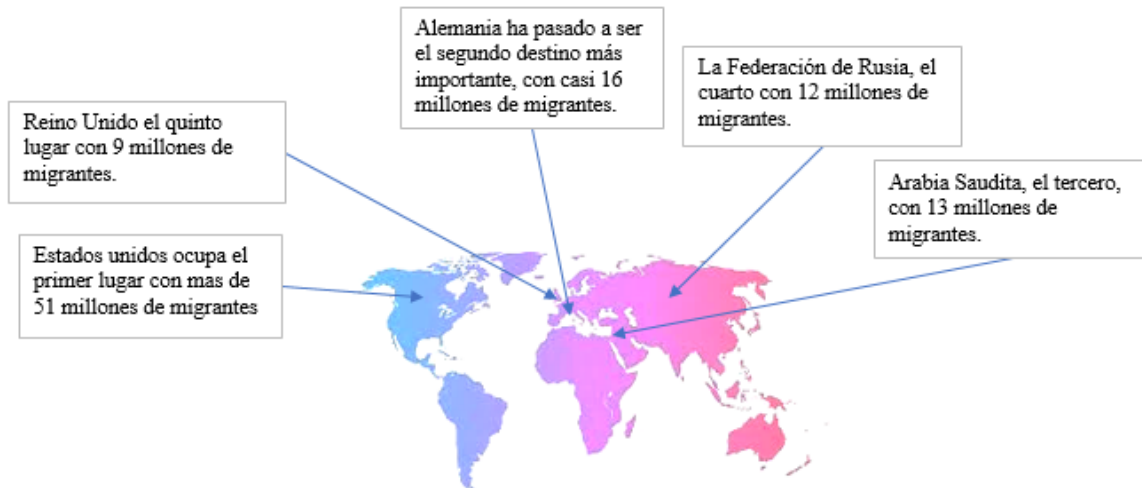 Alemania ha pasado a ser
el segundo destino más
importante, con casi 16
millones de migrantes.
La Federación de Rusia, el
cuarto con 12 millones de
migrantes.
Reino Unido el quinto
lugar con 9 millones de
migrantes.
Arabia Saudita, el tercero,
con 13 millones de
migrantes.
Estados unidos ocupa el
primer lugar con mas de
51 millones de migrantes